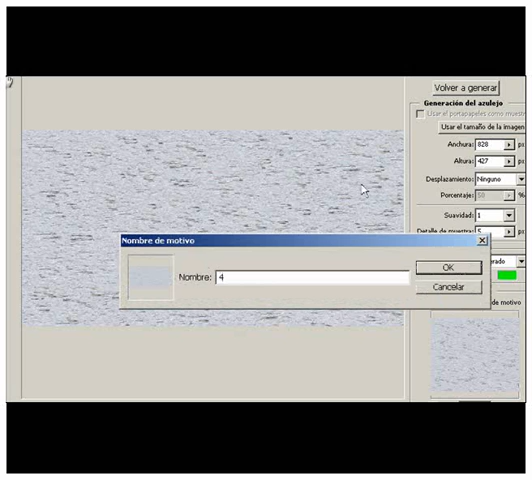 Volver a generar
Generación del azulejo
Usar el portapapeles como muestr
Usar el tamaño de la imagen
Anchura: 828 px
Altura: 427 px
Desplazamiento: Ninguno
Porcentaje: 50 %
Suavidad: 1
Detalle de muestra: 5 px
Nombre de motivo
OK
Nombre: 4
Cancelar
erado
de motivo